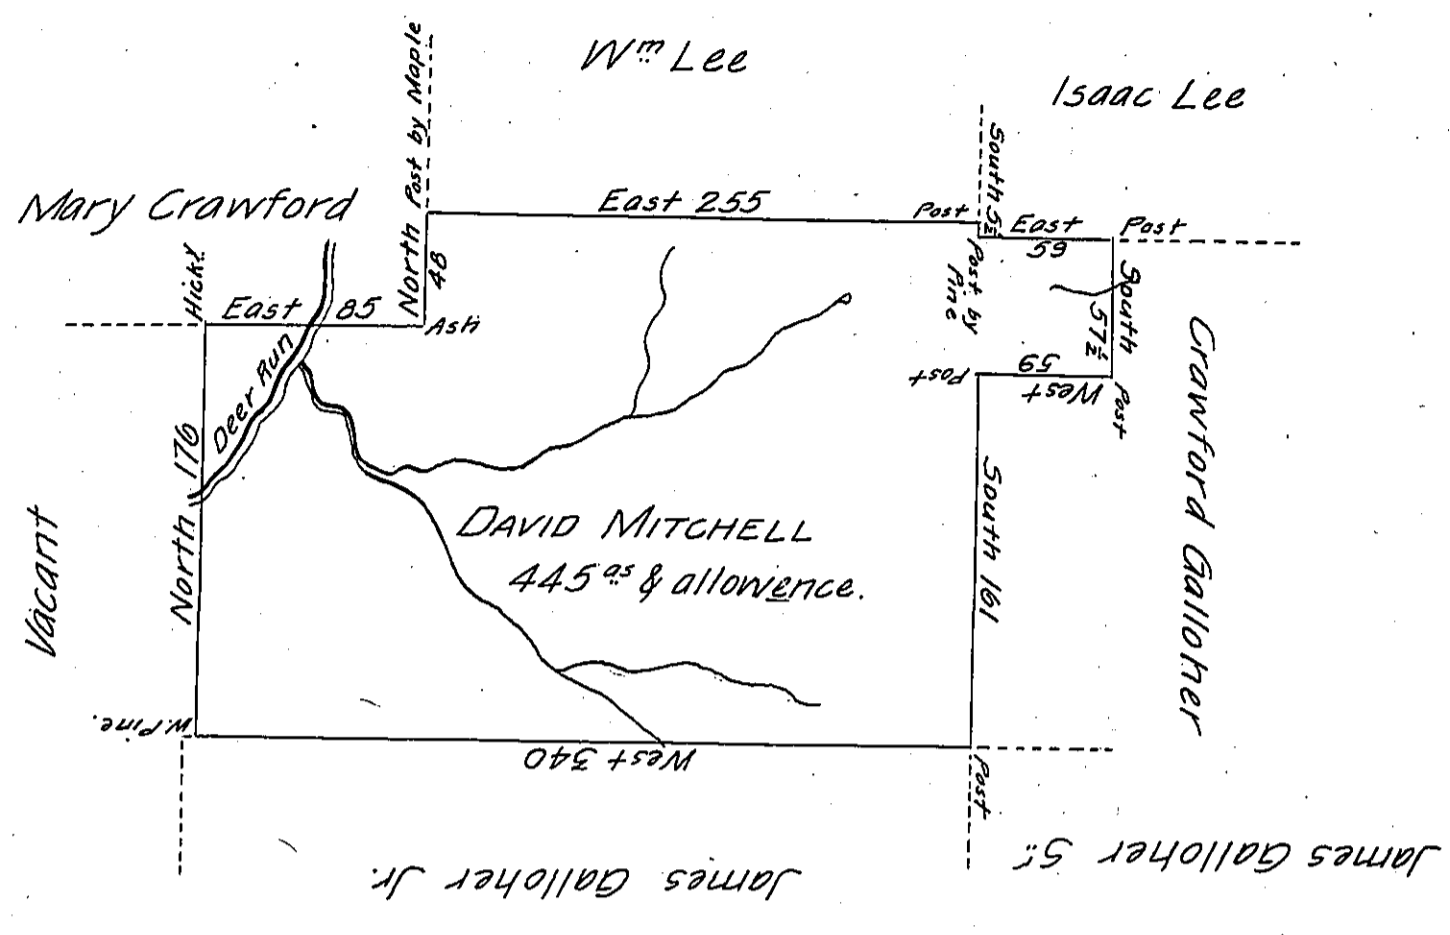 Wm Lee
Isaac Lee
Mary Crawford
Post by Maple
North
48
East 255
Post
South 5½
East
59
Post
Hicky.
East 85
Ash
Post by
Pine
South
57½
Deer Run
Post
59
West
Post
Crawford Galloher
North 176
Vacant
DAVID MITCHELL
445 as & allowence.
South 161
W. Pine.
West 340
Post
James Galloher Jr.
James Galloher Sr